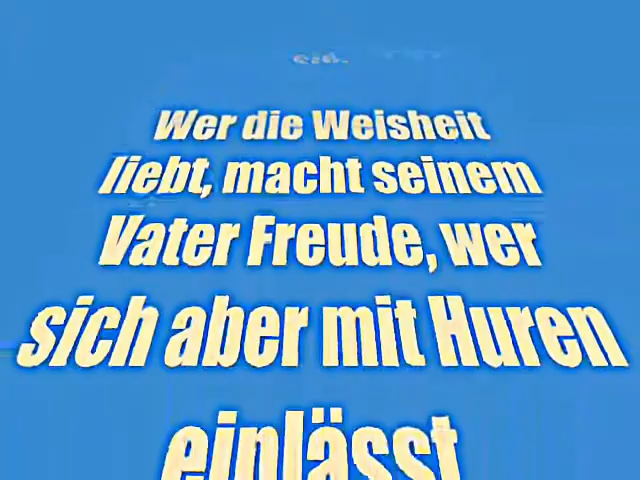 Wer die Weisheit
liebt, macht seinem
Vater Freude, wer
sich aber mit Huren
einlässt